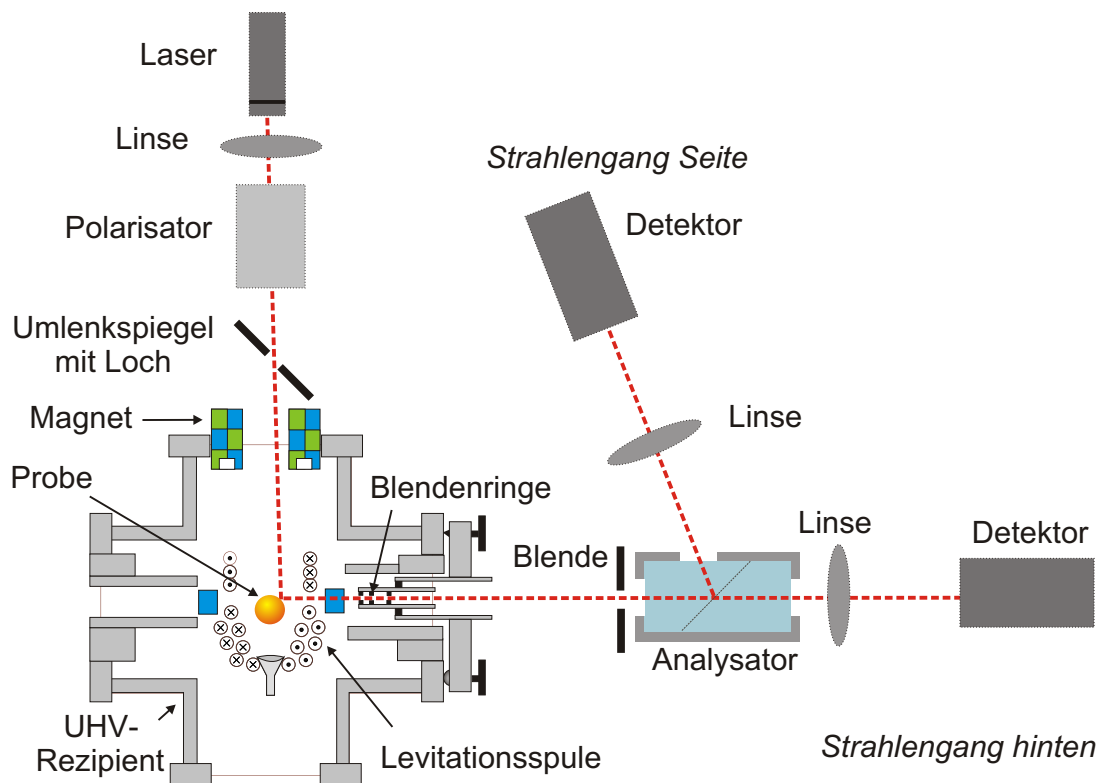 Laser
Linse
Strahlengang Seite
Polarisator
Detektor
Umlenkspiegel
mit Loch
Magnet
Linse
Probe
Blendenringe
Linse
Detektor
Blende
Analysator
UHV-
Rezipient
Levitationsspule
Strahlengang hinten